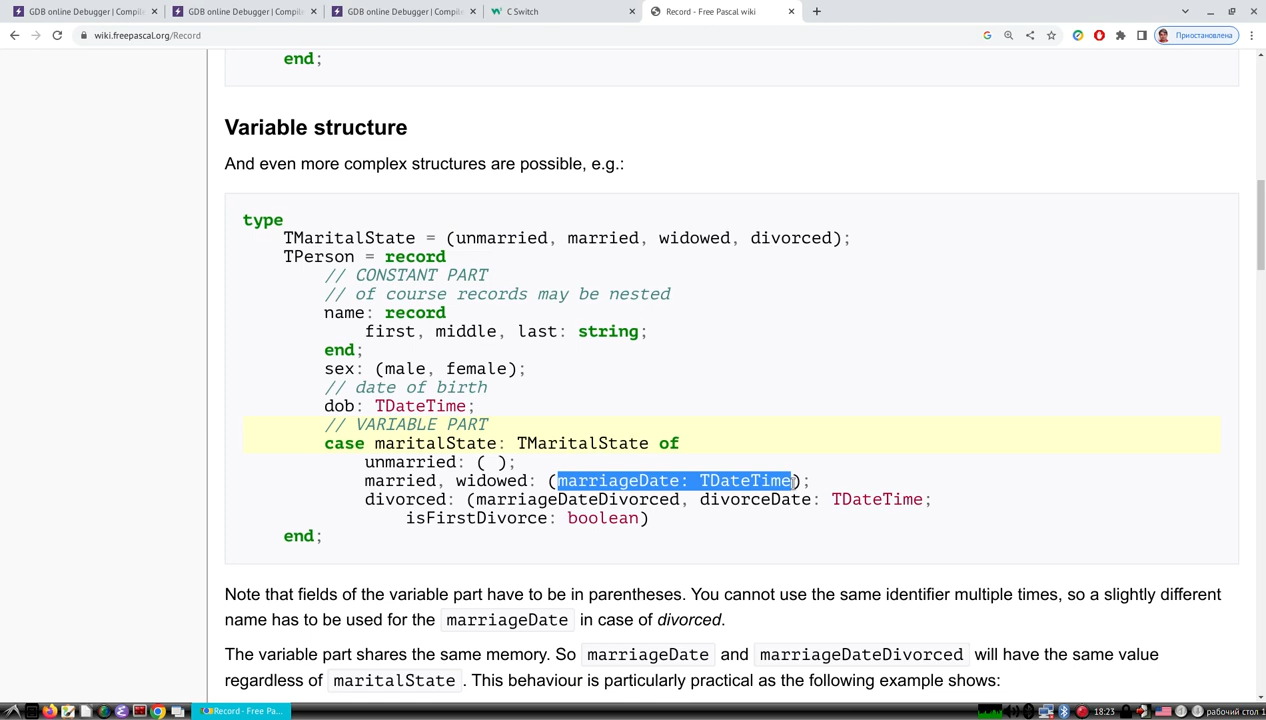 GDB online Debugger | Compile
GDB online Debugger | Compile
GDB online Debugger | Compile
C Switch
Record - Free Pascal wiki
wiki.freepascal.org/Record
Приостановлена
end;
Variable structure
And even more complex structures are possible, e.g.:
type
TMaritalState = (unmarried, married, widowed, divorced);
TPerson = record
// CONSTANT PART
// of course records may be nested
name: record
first, middle, last: string;
end;
sex: (male, female);
// date of birth
dob: TDateTime;
// VARIABLE PART
case maritalState: TMaritalState of
unmarried: ( );
married, widowed: (marriageDate: TDateTime);
divorced: (marriageDateDivorced, divorceDate: TDateTime;
isFirstDivorce: boolean)
end;
Note that fields of the variable part have to be in parentheses. You cannot use the same identifier multiple times, so a slightly different
name has to be used for the marriageDate in case of divorced.
The variable part shares the same memory. So marriageDate and marriageDateDivorced will have the same value
regardless of maritalState. This behaviour is particularly practical as the following example shows:
Record - Free Pa...
18:23
рабочий стол 1